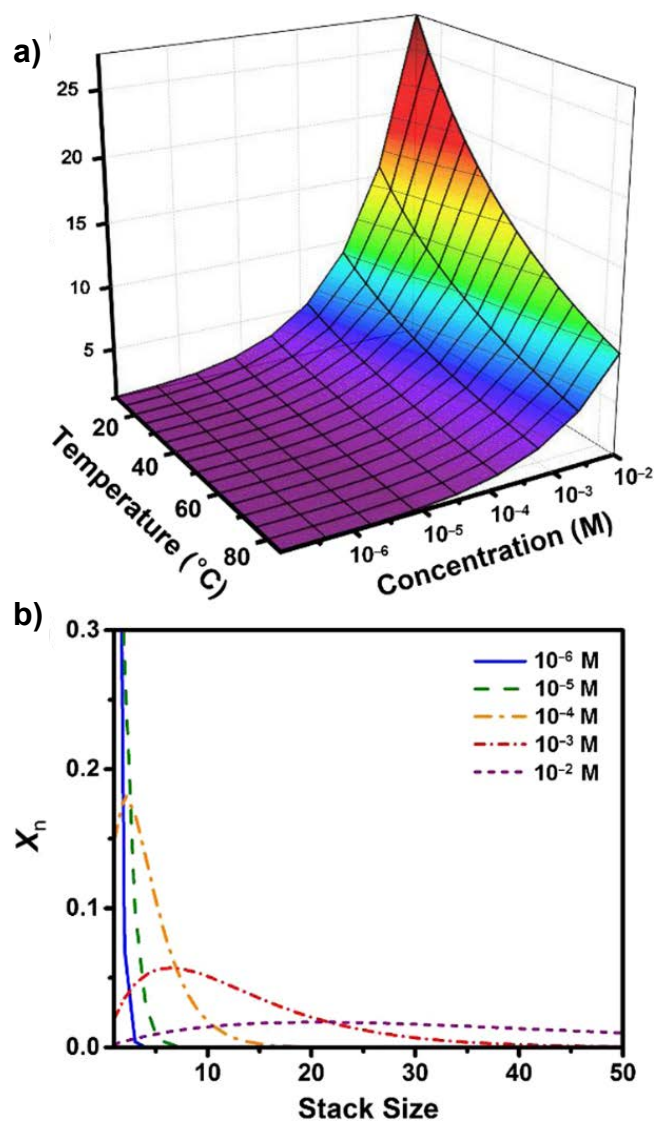 a)
25
20
15
10
5
20
40
60
80
Temperature (°C)
10⁻⁶
10⁻⁵
10⁻⁴
10⁻³
10⁻²
Concentration (M)
b)
0.3
0.2
0.1
0.0
Xₙ
10⁻⁶ M
10⁻⁵ M
10⁻⁴ M
10⁻³ M
10⁻² M
10
20
30
40
50
Stack Size